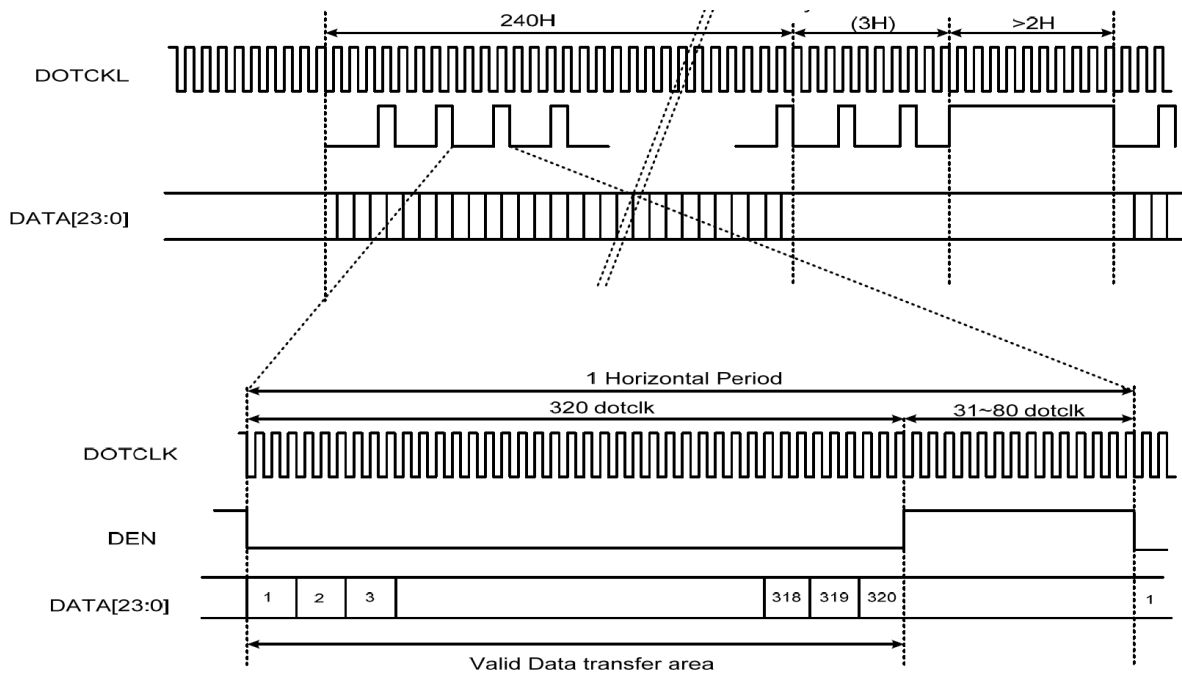 240H
(3H)
>2H
DOTCKL
DATA[23:0]
1 Horizontal Period
320 dotclk
31~80 dotclk
DOTCLK
DEN
DATA[23:0]
1 2 3 318 319 320 1
Valid Data transfer area